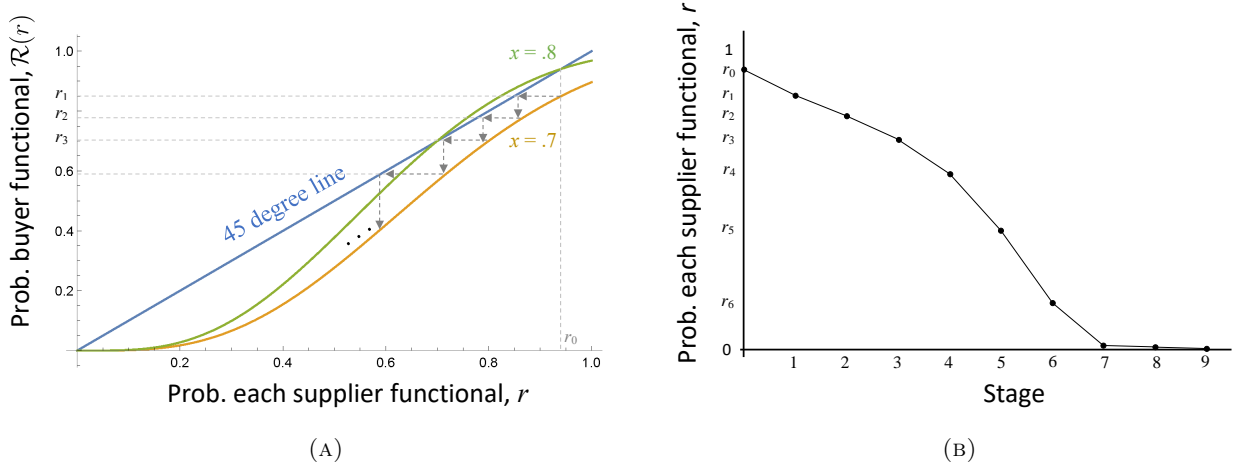 Prob. buyer functional, R(r)
1.0
r₁
r₂
r₃
0.6
0.4
0.2
x = .8
x = .7
45 degree line
r₀
0.2
0.4
0.6
0.8
1.0
Prob. each supplier functional, r
(A)
Prob. each supplier functional, r
1
r₀
r₁
r₂
r₃
r₄
r₅
r₆
0
1
2
3
4
5
6
7
8
9
Stage
(B)